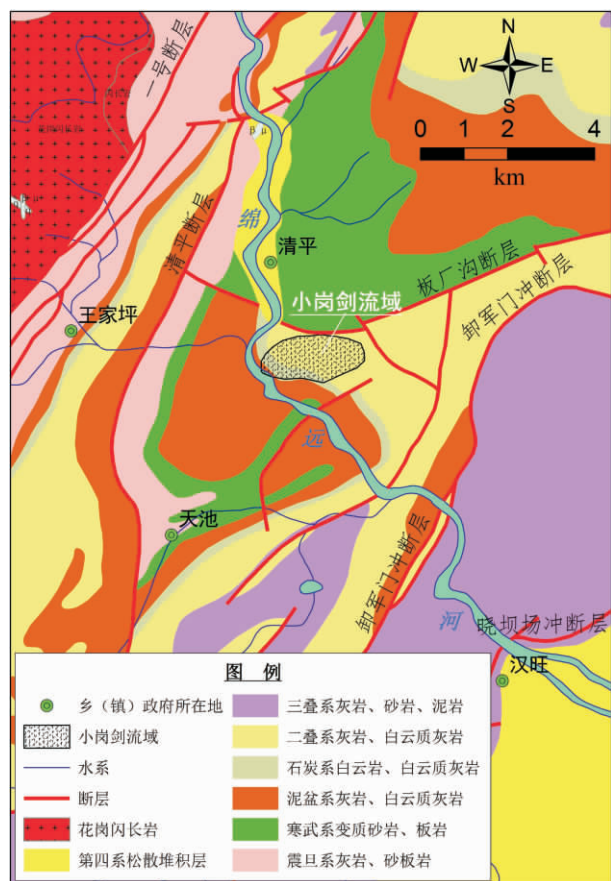 N
W E
S
0 1 2 4
km
一号断层
β μ
绵
清平断层
清平
板厂沟断层
卸军门冲断层
小岗剑流域
王家坪
远
天池
卸军门冲断层
河
晓坝场冲断层
汉旺
图 例
乡（镇）政府所在地
三叠系灰岩、砂岩、泥岩
小岗剑流域
二叠系灰岩、白云质灰岩
水系
石炭系白云岩、白云质灰岩
断层
泥盆系灰岩、白云质灰岩
花岗闪长岩
寒武系变质砂岩、板岩
第四系松散堆积层
震旦系灰岩、砂板岩